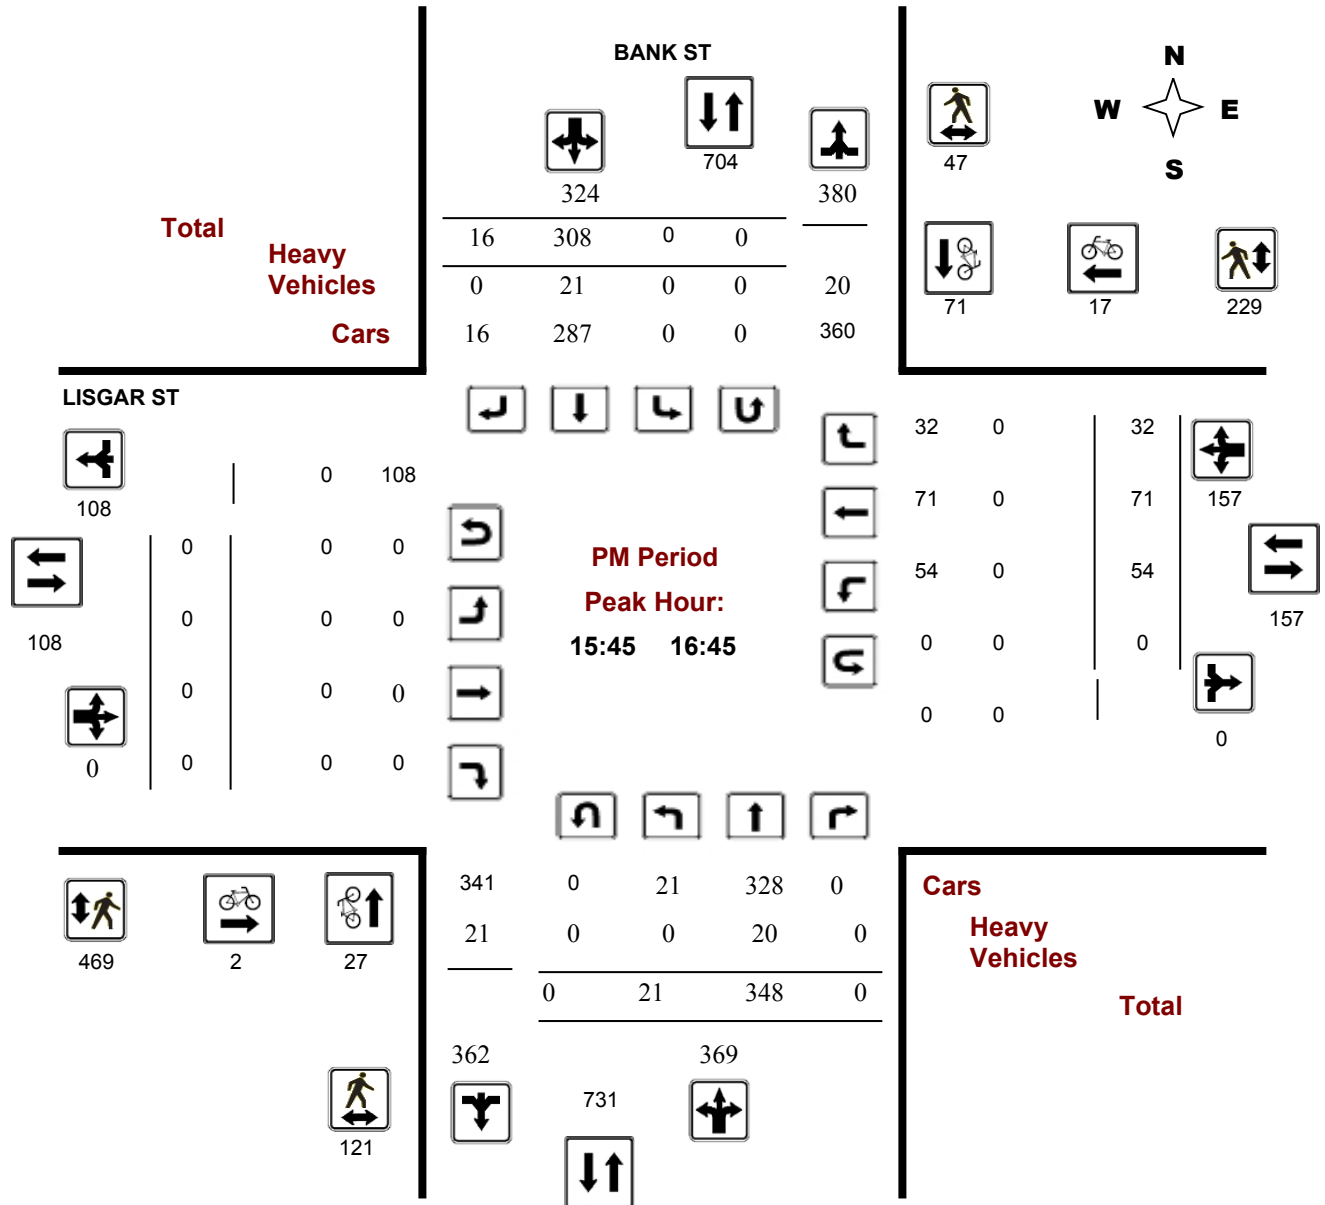 BANK ST
N
W E
S
704
324
380
47
Total
16 308 0 0
Heavy
Vehicles
0 21 0 0 20
71 17 229
Cars
16 287 0 0 360
LISGAR ST
32 0 32
0 108
108
71 0 71
157
0 0 0
PM Period
54 0 54
Peak Hour:
0 0 0
157
108
15:45 16:45
0 0 0
0 0 0
0 0
0
0
0 0 0
341 0 21 328 0
Cars
21 0 0 20 0
Heavy
Vehicles
469 2 27
0 21 348 0
Total
362 369
731
121